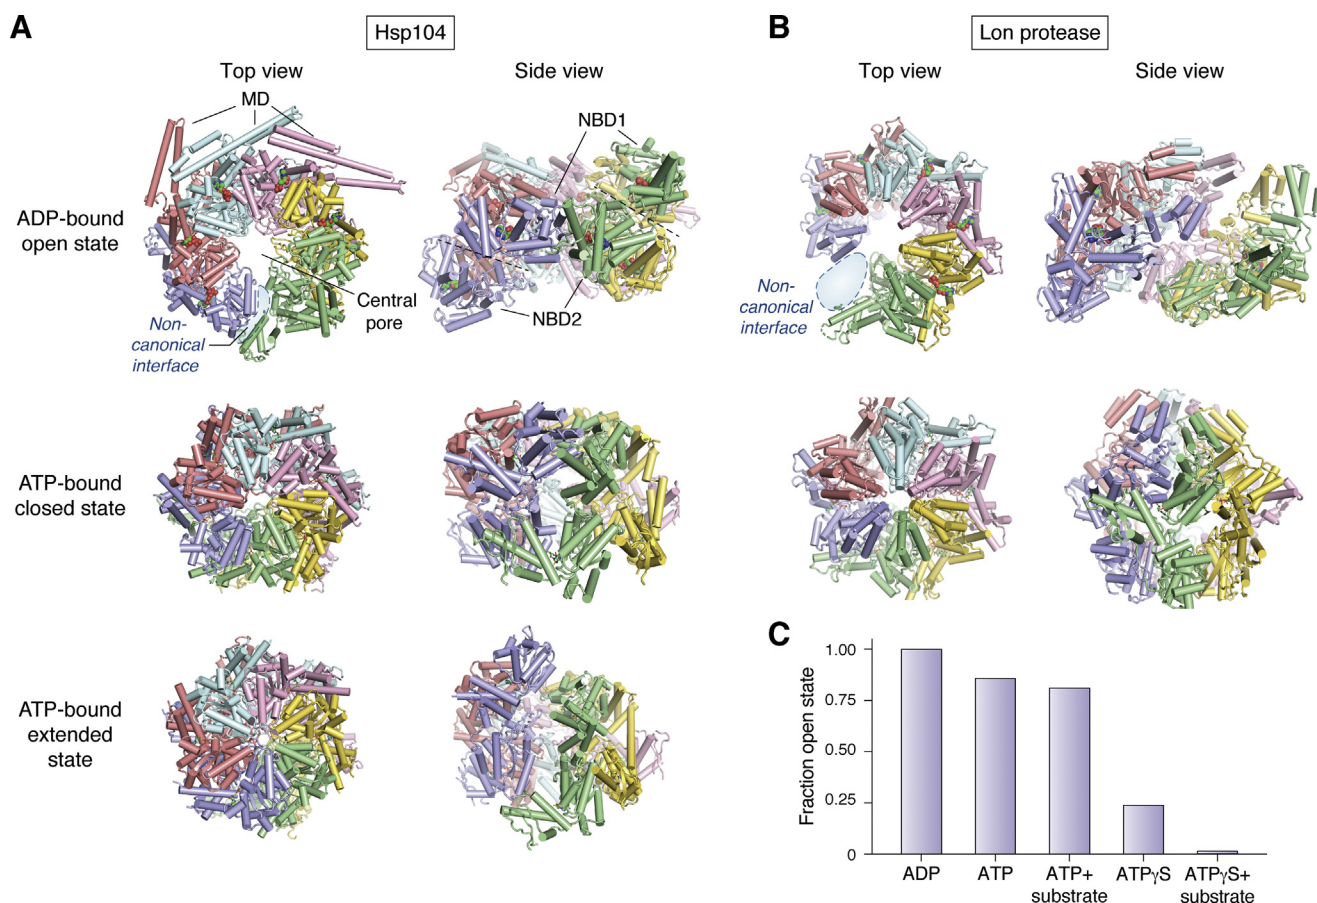 A
Hsp104
Top view
Side view
MD
NBD1
ADP-bound
open state
Central
pore
NBD2
Non-
canonical
interface
ATP-bound
closed state
ATP-bound
extended
state
B
Lon protease
Top view
Side view
Non-
canonical
interface
C
Fraction open state
1.00
0.75
0.50
0.25
0
ADP
ATP
ATP+
substrate
ATPγS
ATPγS+
substrate